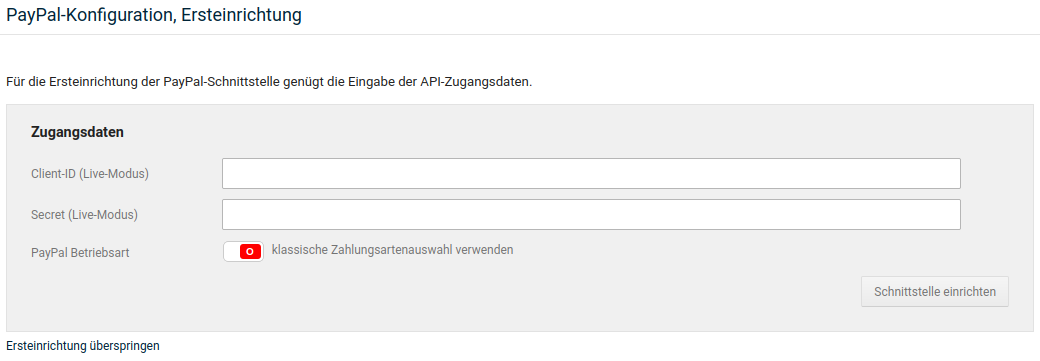 PayPal-Konfiguration, Ersteinrichtung
Für die Ersteinrichtung der PayPal-Schnittstelle genügt die Eingabe der API-Zugangsdaten.
Zugangsdaten
Client-ID (Live-Modus)
Secret (Live-Modus)
PayPal Betriebsart O klassische Zahlungsartenauswahl verwenden
Schnittstelle einrichten
Ersteinrichtung überspringen